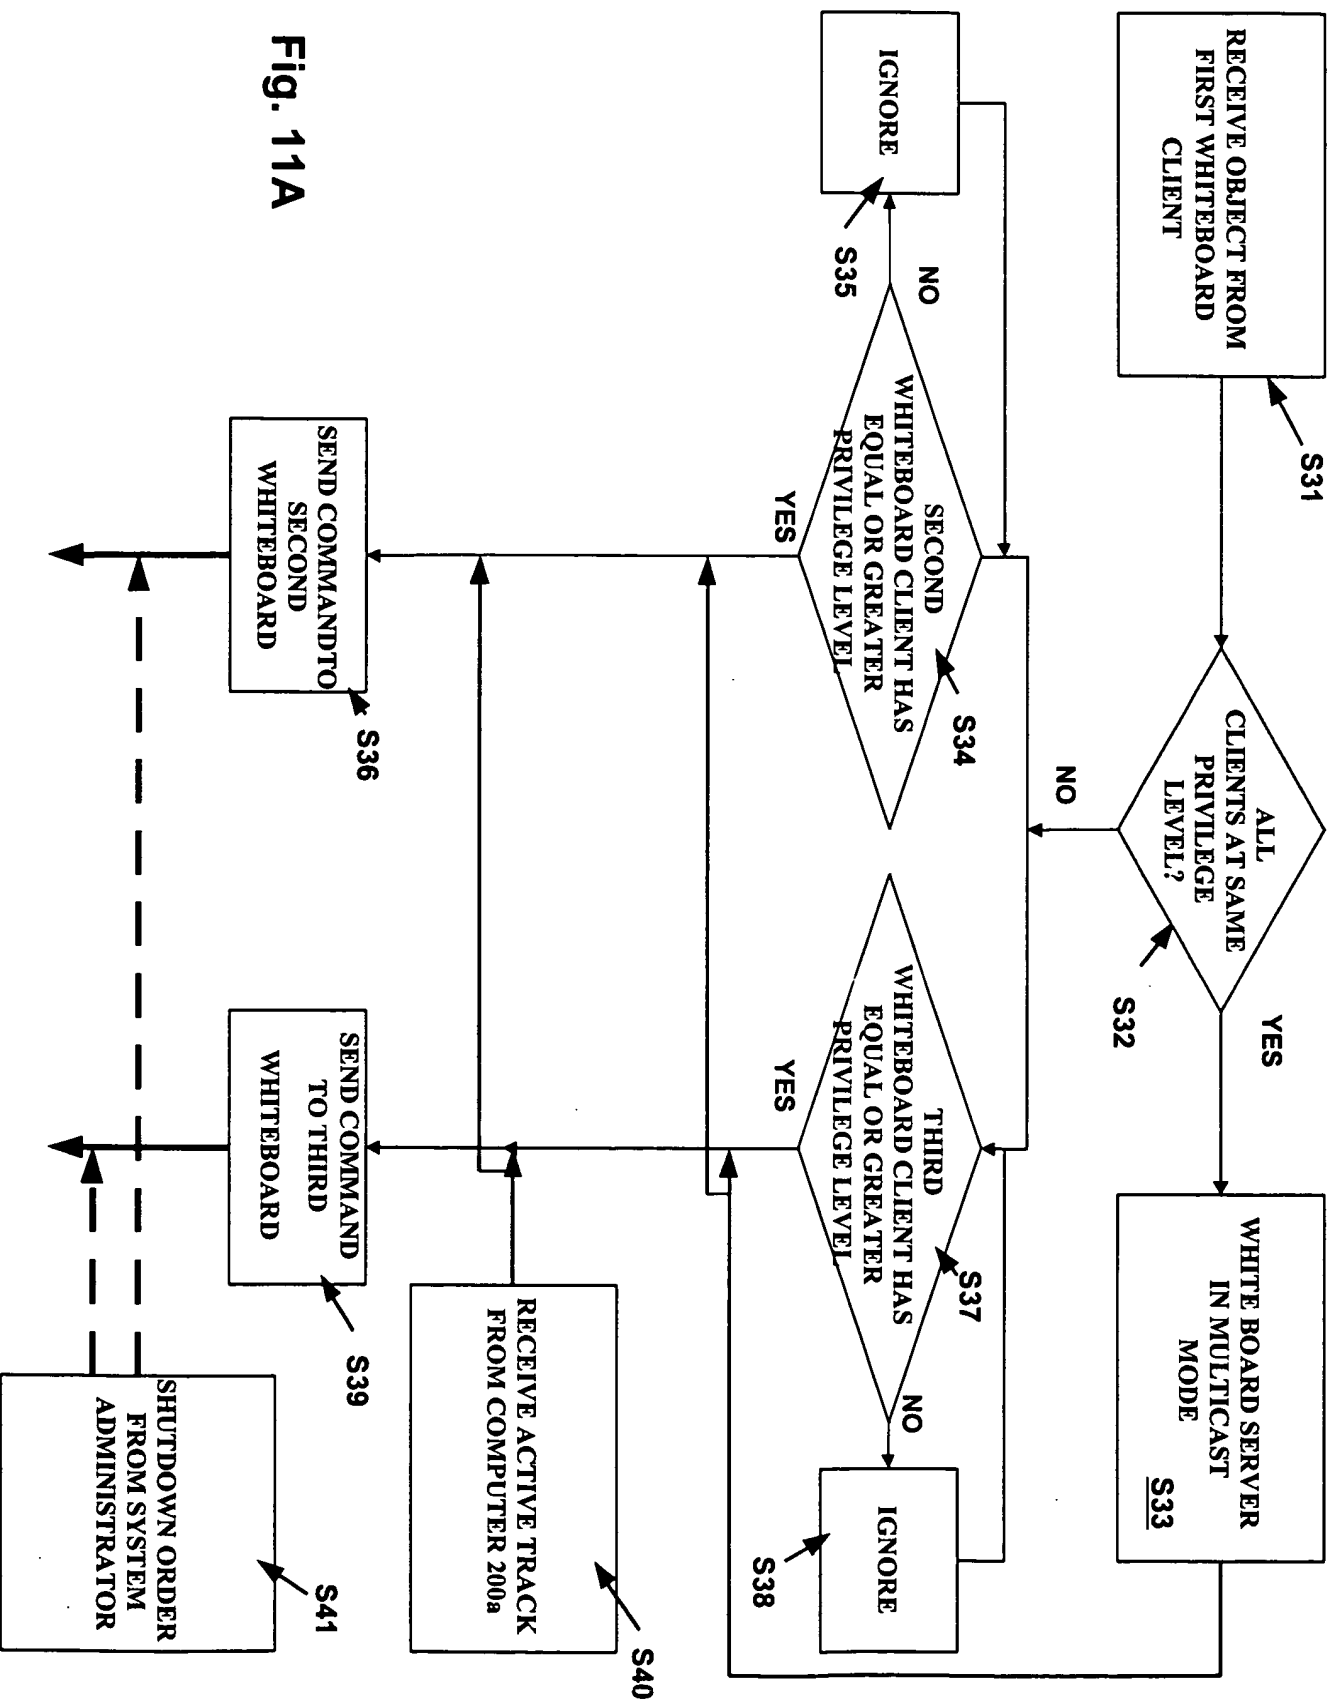 RECEIVE OBJECT FROM
FIRST WHITEBOARD
CLIENT
S31
ALL
CLIENTS AT SAME
PRIVILEGE
LEVEL?
S32
YES
NO
WHITE BOARD SERVER
IN MULTICAST
MODE
S33
IGNORE
S35
NO
SECOND
WHITEBOARD CLIENT HAS
EQUAL OR GREATER
PRIVILEGE LEVEL
S34
YES
THIRD
WHITEBOARD CLIENT HAS
EQUAL OR GREATER
PRIVILEGE LEVEL
S37
YES
NO
IGNORE
S38
SEND COMMANDTO
SECOND
WHITEBOARD
S36
SEND COMMAND
TO THIRD
WHITEBOARD
S39
RECEIVE ACTIVE TRACK
FROM COMPUTER 200a
S40
SHUTDOWN ORDER
FROM SYSTEM
ADMINISTRATOR
S41
Fig. 11A